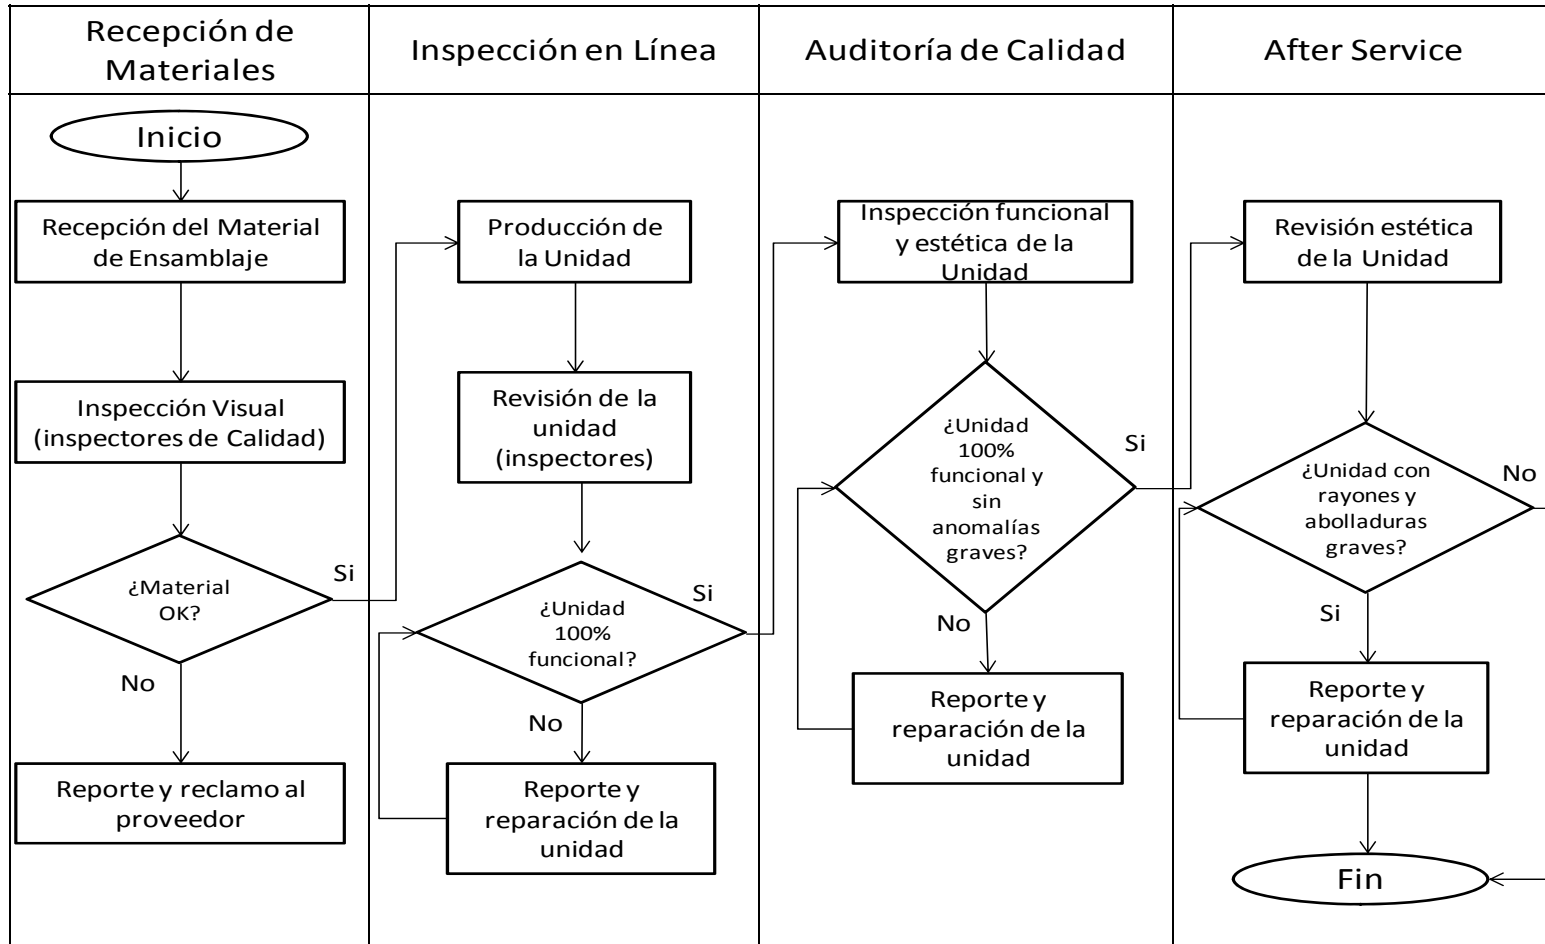 Recepción de
Materiales
Inspección en Línea
Auditoría de Calidad
After Service
Inicio
Recepción del Material
de Ensamblaje
Inspección Visual
(inspectores de Calidad)
¿Material
OK?
Si
No
Reporte y reclamo al
proveedor
Producción de
la Unidad
Revisión de la
unidad
(inspectores)
¿Unidad
100%
funcional?
Si
No
Reporte y
reparación de la
unidad
Inspección funcional
y estética de la
Unidad
¿Unidad
100%
funcional y
sin
anomalías
graves?
Si
No
Reporte y
reparación de la
unidad
Revisión estética
de la Unidad
¿Unidad con
rayones y
abolladuras
graves?
No
Si
Reporte y
reparación de la
unidad
Fin